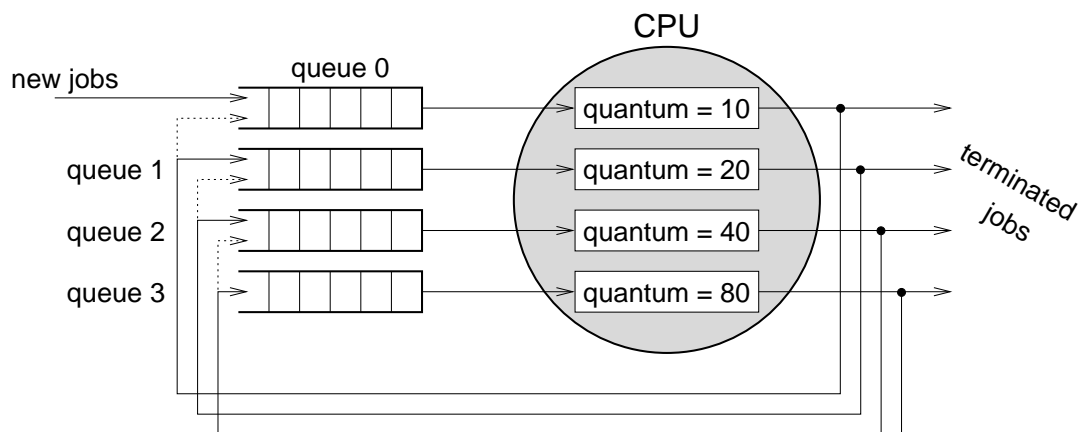 CPU
queue 0
new jobs
quantum = 10
queue 1
quantum = 20
queue 2
quantum = 40
queue 3
quantum = 80
terminated
jobs